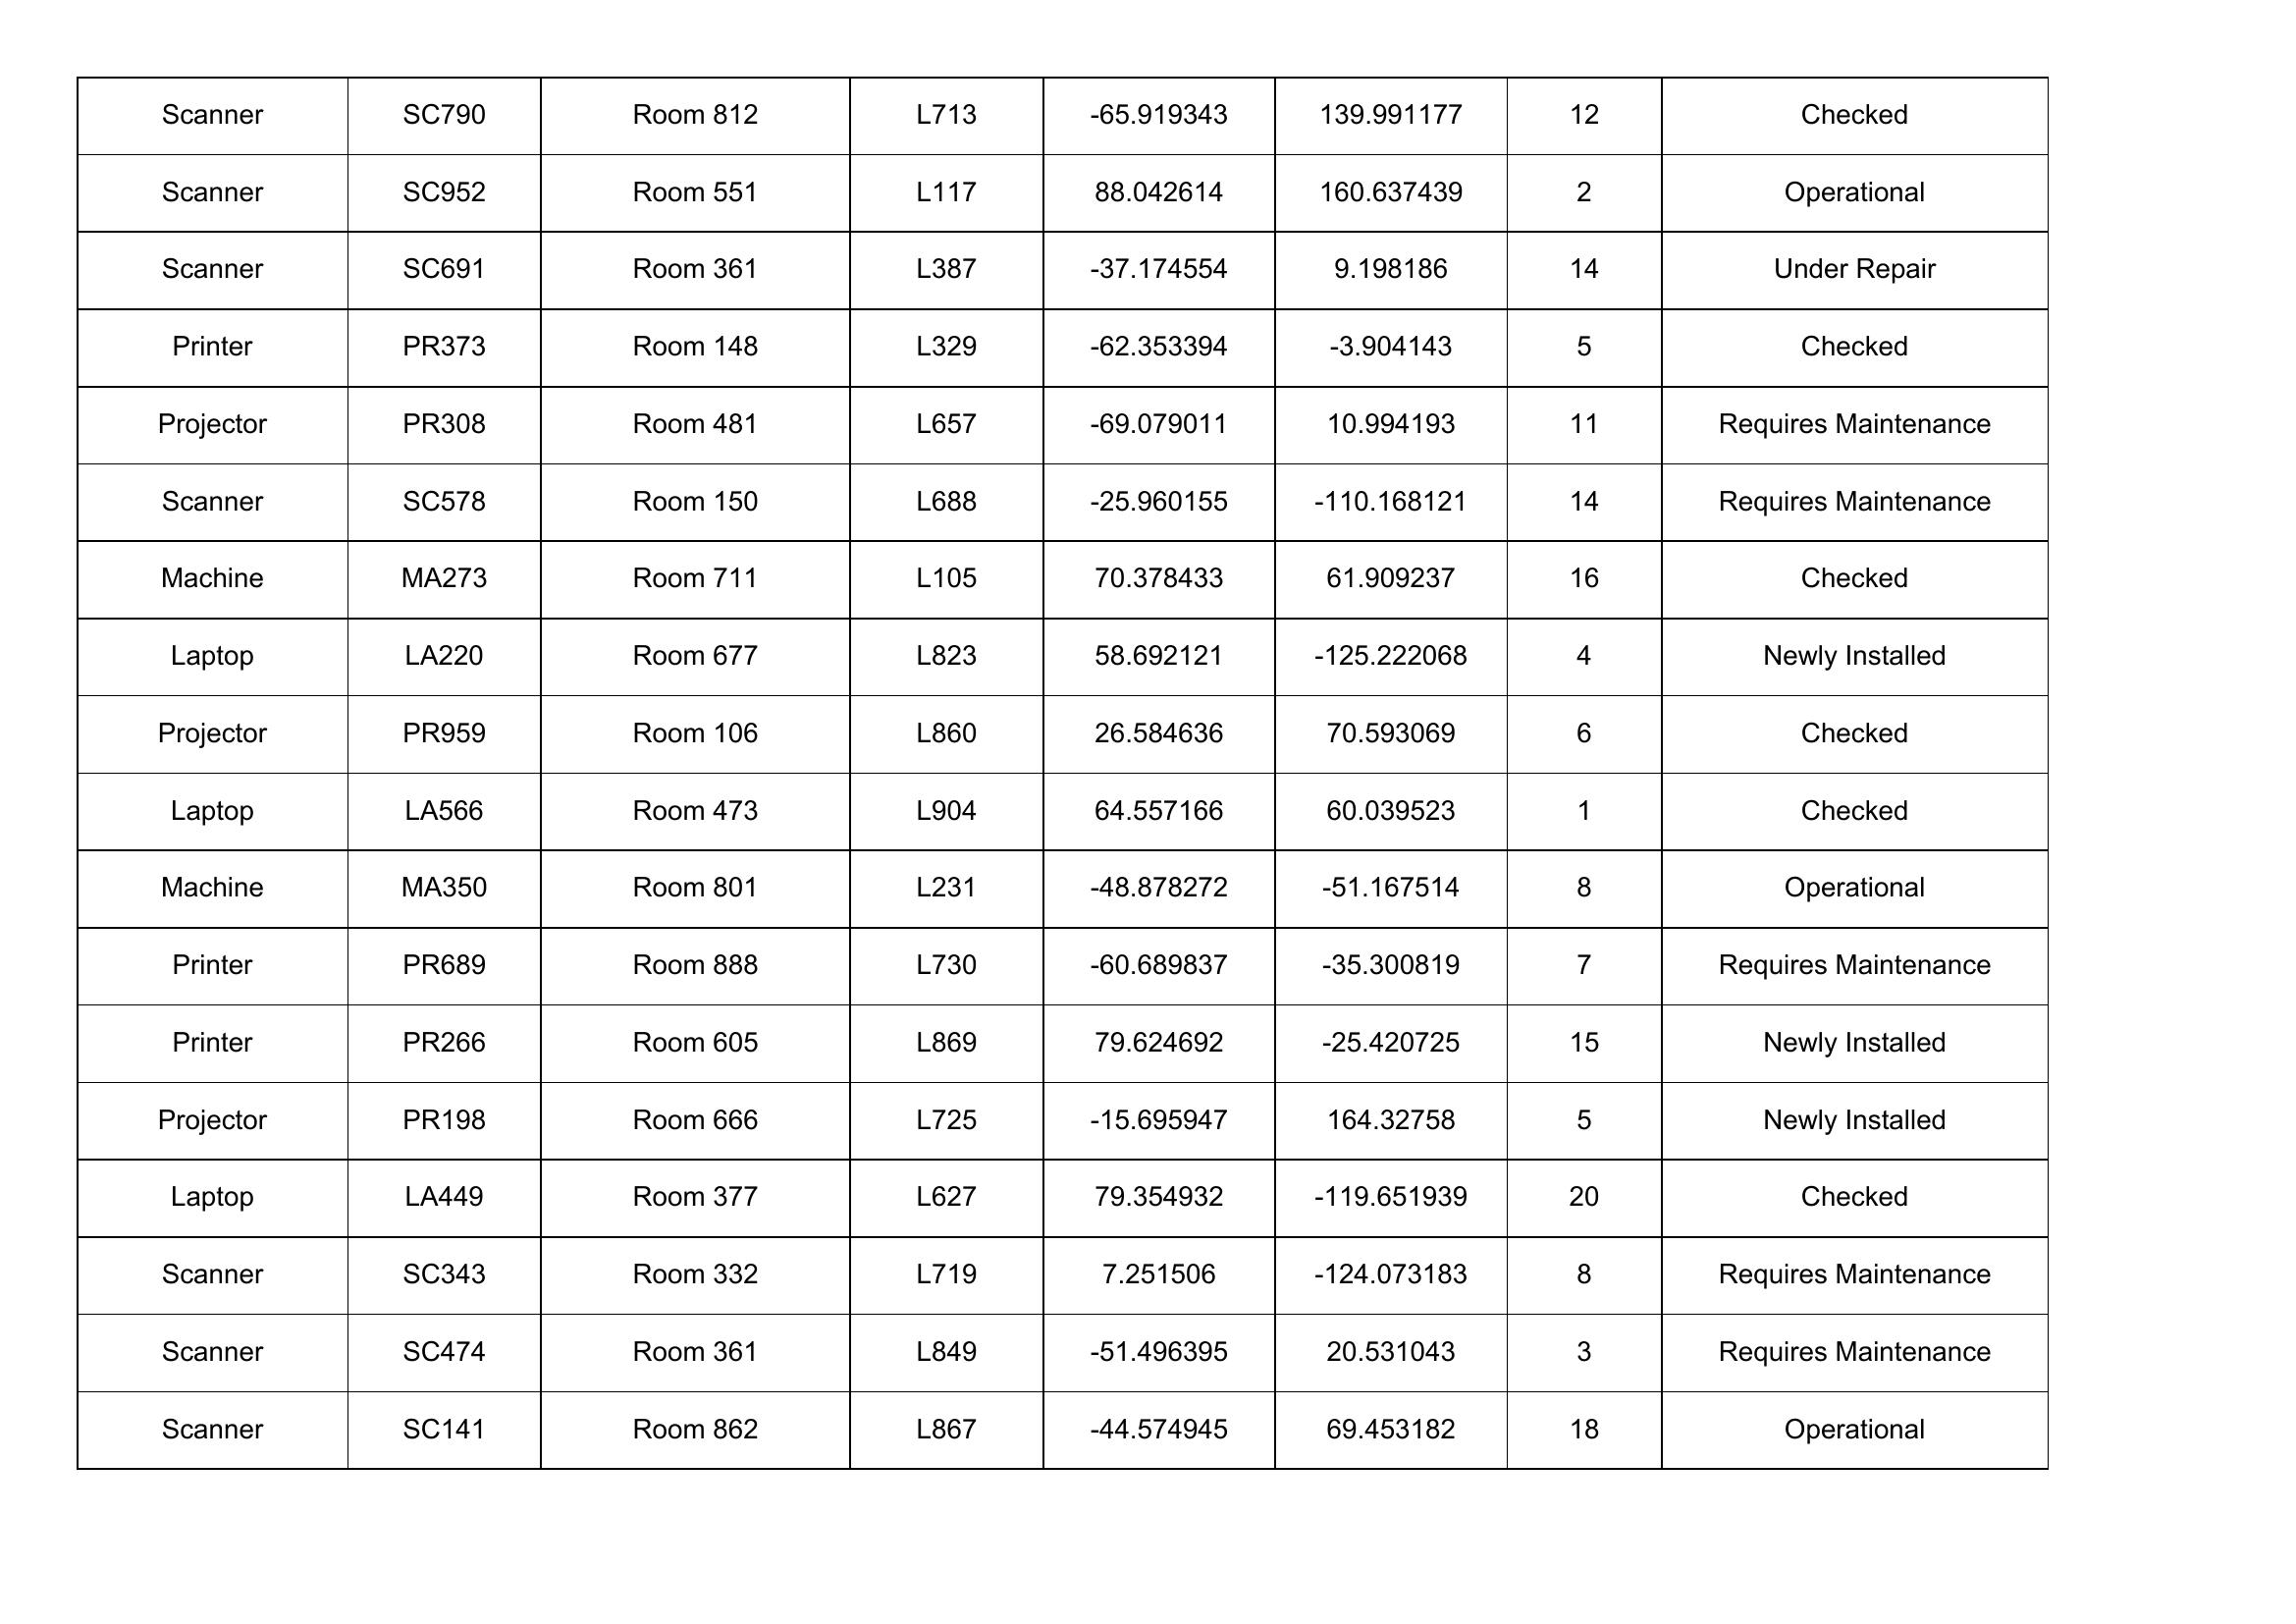 Scanner SC790 Room 812 L713 -65.919343 139.991177 12 Checked
Scanner SC952 Room 551 L117 88.042614 160.637439 2 Operational
Scanner SC691 Room 361 L387 -37.174554 9.198186 14 Under Repair
Printer PR373 Room 148 L329 -62.353394 -3.904143 5 Checked
Projector PR308 Room 481 L657 -69.079011 10.994193 11 Requires Maintenance
Scanner SC578 Room 150 L688 -25.960155 -110.168121 14 Requires Maintenance
Machine MA273 Room 711 L105 70.378433 61.909237 16 Checked
Laptop LA220 Room 677 L823 58.692121 -125.222068 4 Newly Installed
Projector PR959 Room 106 L860 26.584636 70.593069 6 Checked
Laptop LA566 Room 473 L904 64.557166 60.039523 1 Checked
Machine MA350 Room 801 L231 -48.878272 -51.167514 8 Operational
Printer PR689 Room 888 L730 -60.689837 -35.300819 7 Requires Maintenance
Printer PR266 Room 605 L869 79.624692 -25.420725 15 Newly Installed
Projector PR198 Room 666 L725 -15.695947 164.32758 5 Newly Installed
Laptop LA449 Room 377 L627 79.354932 -119.651939 20 Checked
Scanner SC343 Room 332 L719 7.251506 -124.073183 8 Requires Maintenance
Scanner SC474 Room 361 L849 -51.496395 20.531043 3 Requires Maintenance
Scanner SC141 Room 862 L867 -44.574945 69.453182 18 Operational